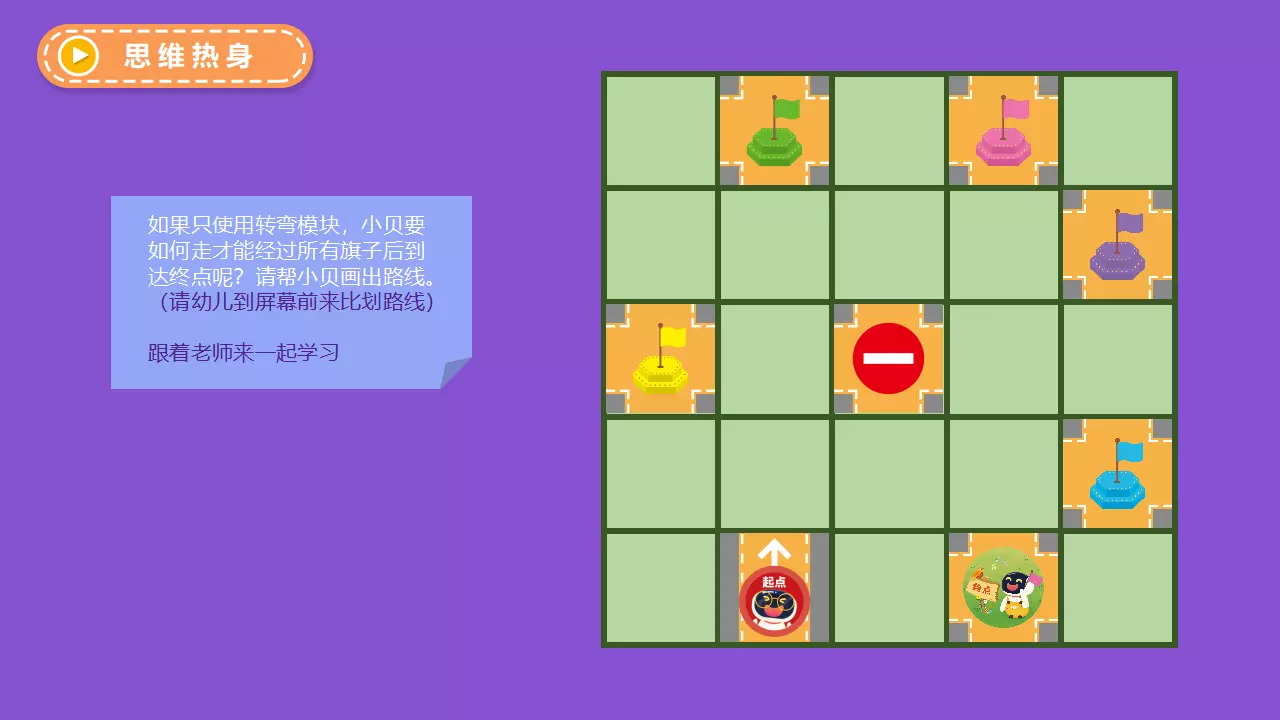 思维热身
如果只使用转弯模块，小贝要
如何走才能经过所有旗子后到
达终点呢？请帮小贝画出路线。
（请幼儿到屏幕前来比划路线）
跟着老师来一起学习
起点
终点